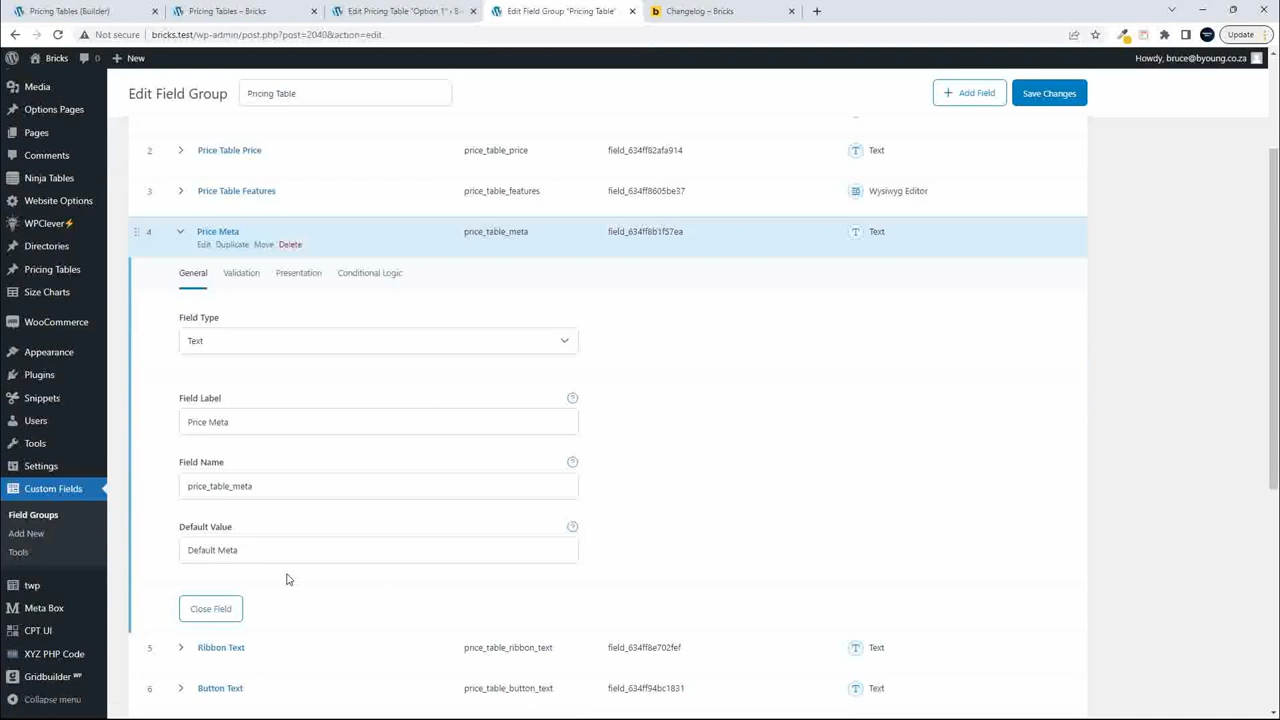 Pricing Tables (Builder)
Pricing Tables – Bricks
Edit Pricing Table "Option 1" ‹ B
Edit Field Group "Pricing Table"
Changelog – Bricks
Not secure
bricks.test/wp-admin/post.php?post=2040&action=edit
Update
Bricks
0
New
Howdy, bruce@byoung.co.za
Media
Options Pages
Pages
Comments
Ninja Tables
Website Options
WPClever⚡
Directories
Pricing Tables
Size Charts
WooCommerce
Appearance
Plugins
Snippets
Users
Tools
Settings
Custom Fields
Field Groups
Add New
Tools
twp
Meta Box
CPT UI
XYZ PHP Code
Gridbuilder WP
Collapse menu
Edit Field Group
Pricing Table
+ Add Field
Save Changes
2 Price Table Price price_table_price field_634ff82afa914 Text
3 Price Table Features price_table_features field_634ff8605be37 Wysiwyg Editor
4 Price Meta price_table_meta field_634ff8b1f57ea Text
Edit Duplicate Move Delete
General Validation Presentation Conditional Logic
Field Type
Text
Field Label
Price Meta
Field Name
price_table_meta
Default Value
Default Meta
Close Field
5 Ribbon Text price_table_ribbon_text field_634ff8e702fef Text
6 Button Text price_table_button_text field_634ff94bc1831 Text